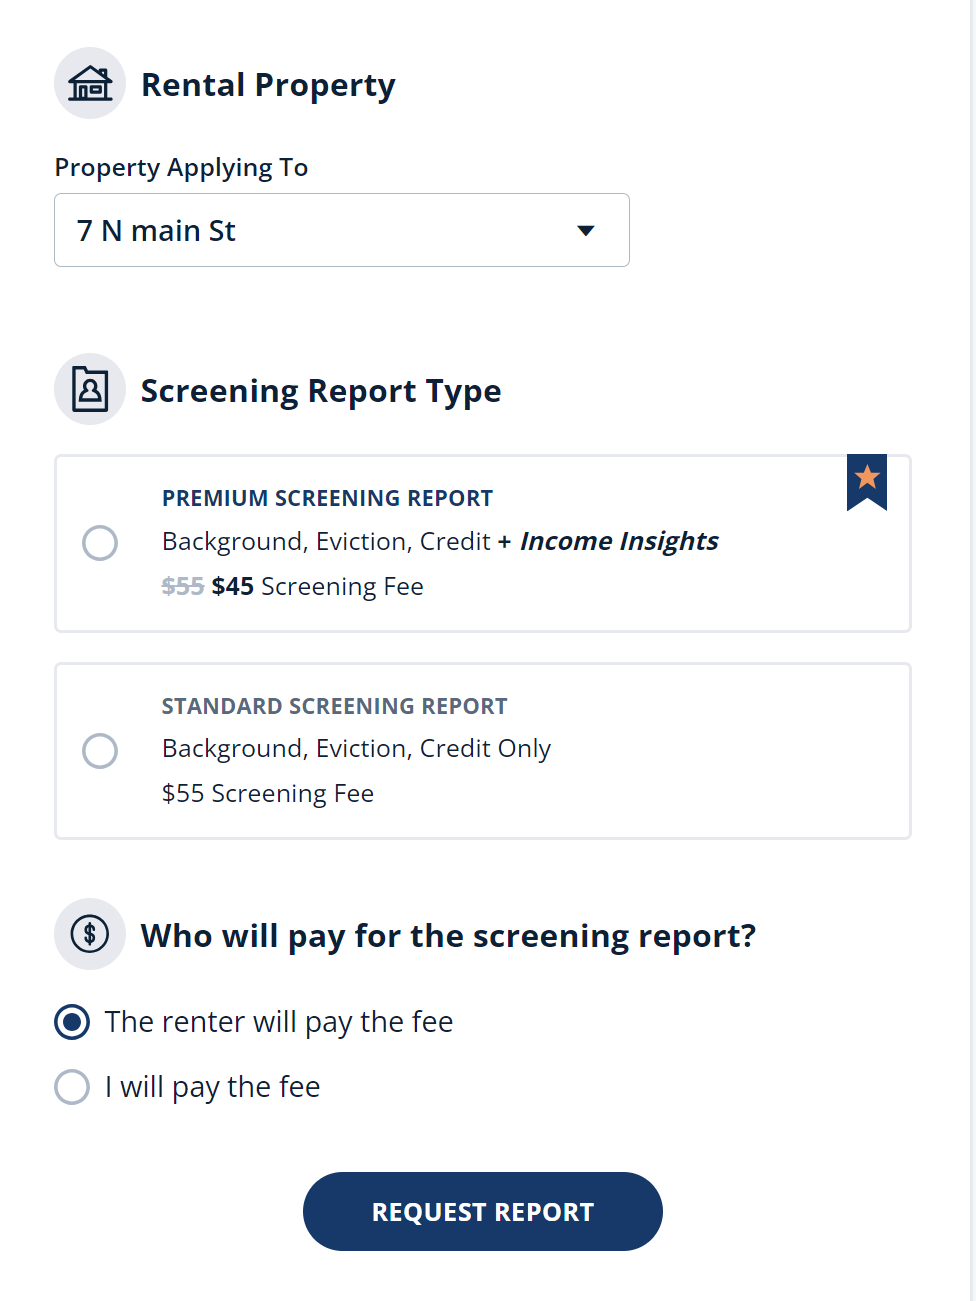 Rental Property
Property Applying To
7 N main St
Screening Report Type
PREMIUM SCREENING REPORT
Background, Eviction, Credit + Income Insights
$55 $45 Screening Fee
STANDARD SCREENING REPORT
Background, Eviction, Credit Only
$55 Screening Fee
$ Who will pay for the screening report?
The renter will pay the fee
I will pay the fee
REQUEST REPORT